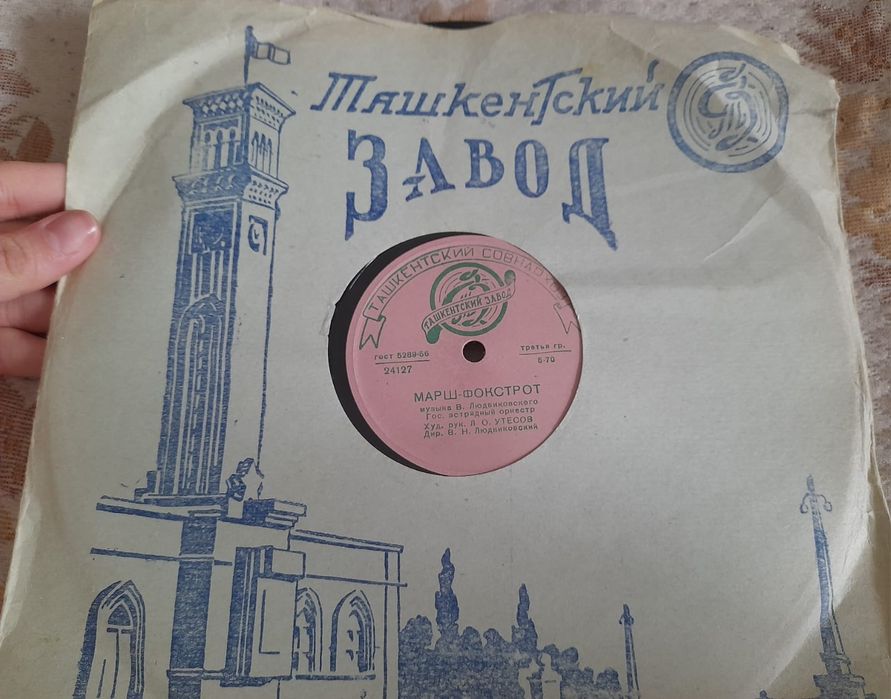 Ташкентский
ЗАВОД
ТАШКЕНТСКИЙ СОВНАРХОЗ
ТАШКЕНТСКИЙ ЗАВОД
гост 5289-56
третья гр.
24127
5-70
МАРШ-ФОКСТРОТ
музыка В. Людвиковского
Гос. эстрадный оркестр
Худ. рук. Л. О. УТЕСОВ
Дир. В. Н. Людвиковский